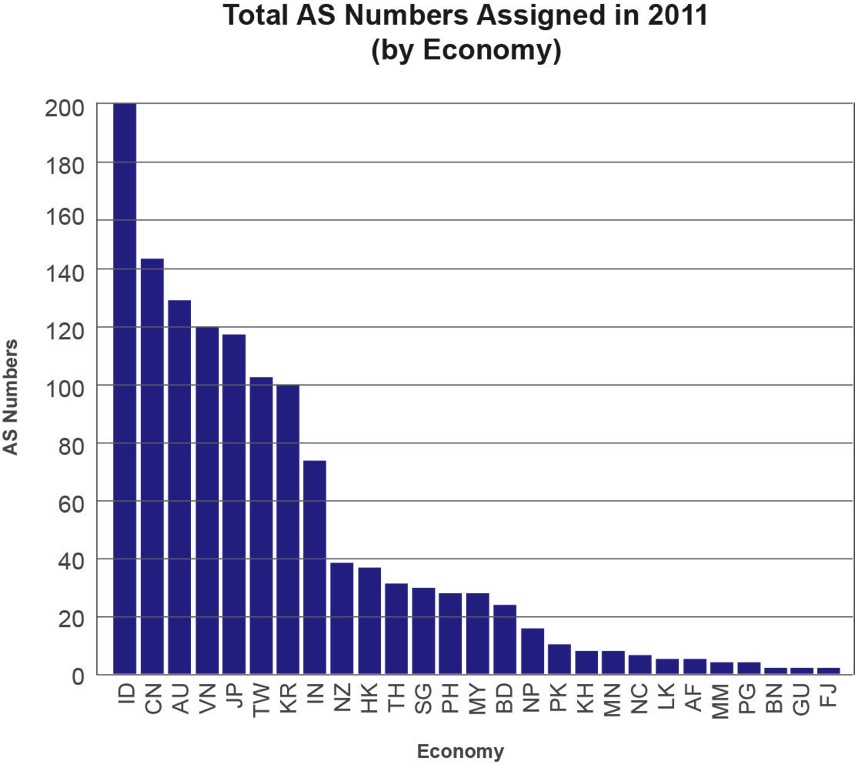 Total AS Numbers Assigned in 2011
(by Economy)
200
180
160
140
120
100
80
60
40
20
0
AS Numbers
ID CN AU VN JP TW KR IN NZ HK TH SG PH MY BD NP PK KH MN NC LK AF MM PG BN GU FJ
Economy